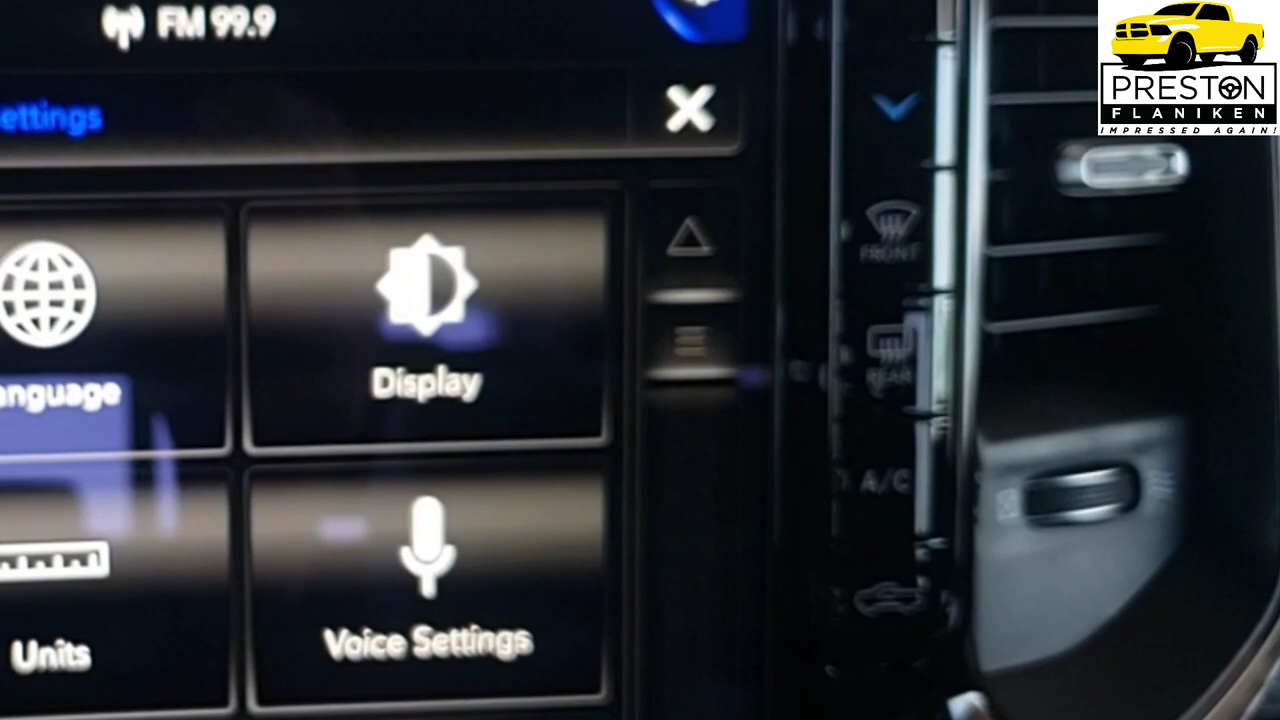 FM 99.9
ettings
anguage
Display
Units
Voice Settings
FRONT
REAR
A/C
PRESTON
FLANIKEN
IMPRESSED AGAIN!